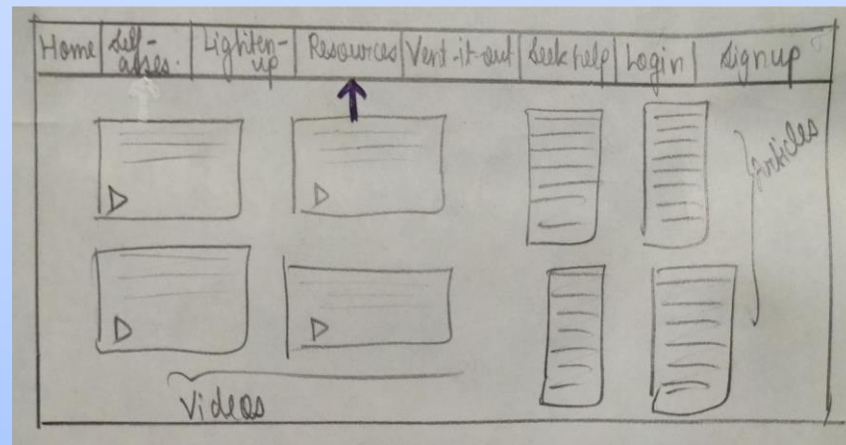 Home
Self-
asses.
Lighten-
up
Resources
Vent-it-out
Seek help
Login
Signup
Articles
Videos